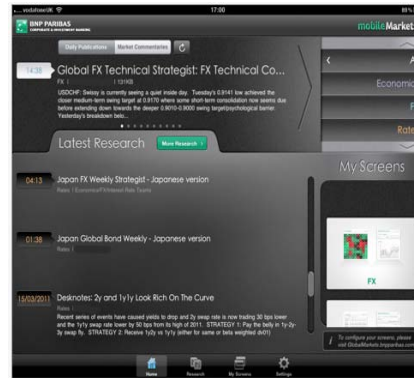 vodafoneUK
17:00
BNP PARIBAS
CORPORATE & INVESTMENT BANKING
mobileMarket
Daily Publications
Market Commentaries
14:38
Global FX Technical Strategist: FX Technical Co...
FX |
| 131KB
USDCHF: Swissy is currently seeing a quiet inside day. Tuesday's 0.9141 low achieved the
closer medium-term swing target at 0.9170 where some short-term consolidation now seems due
before extending down towards the deeper 0.9010-0.9000 swing target/psychological barrier.
Yesterday's breakdown belo...
A
Economic
F
Rate
Latest Research
More Research
My Screens
04:13
Japan FX Weekly Strategist - Japanese version
Rates | Economics/FX/Interest Rate Teams
01:38
Japan Global Bond Weekly - Japanese version
Rates |
FX
15/03/2011
Desknotes: 2y and 1y1y Look Rich On The Curve
Rates |
Recent series of events have caused yields to drop and 2y swap rate is now trading 30 bps lower
and the 1y1y swap rate lower by 50 bps from its high of 2011. STRATEGY 1: Pay the belly in 1y-2y-
3y swap fly. STRATEGY 2: Receive 1y2y vs 1y1y (either for same or beta weighted dv01)
i To configure your screens, please
visit GlobalMarkets.bnpparibas.com
Home
Research
My Screens
Settings